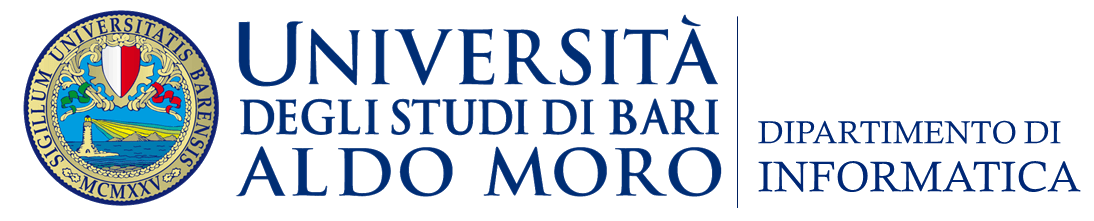 SIGILLUM UNIVERSITATIS BARENSIS
MCMXXV
UNIVERSITÀ
DEGLI STUDI DI BARI
ALDO MORO
DIPARTIMENTO DI
INFORMATICA